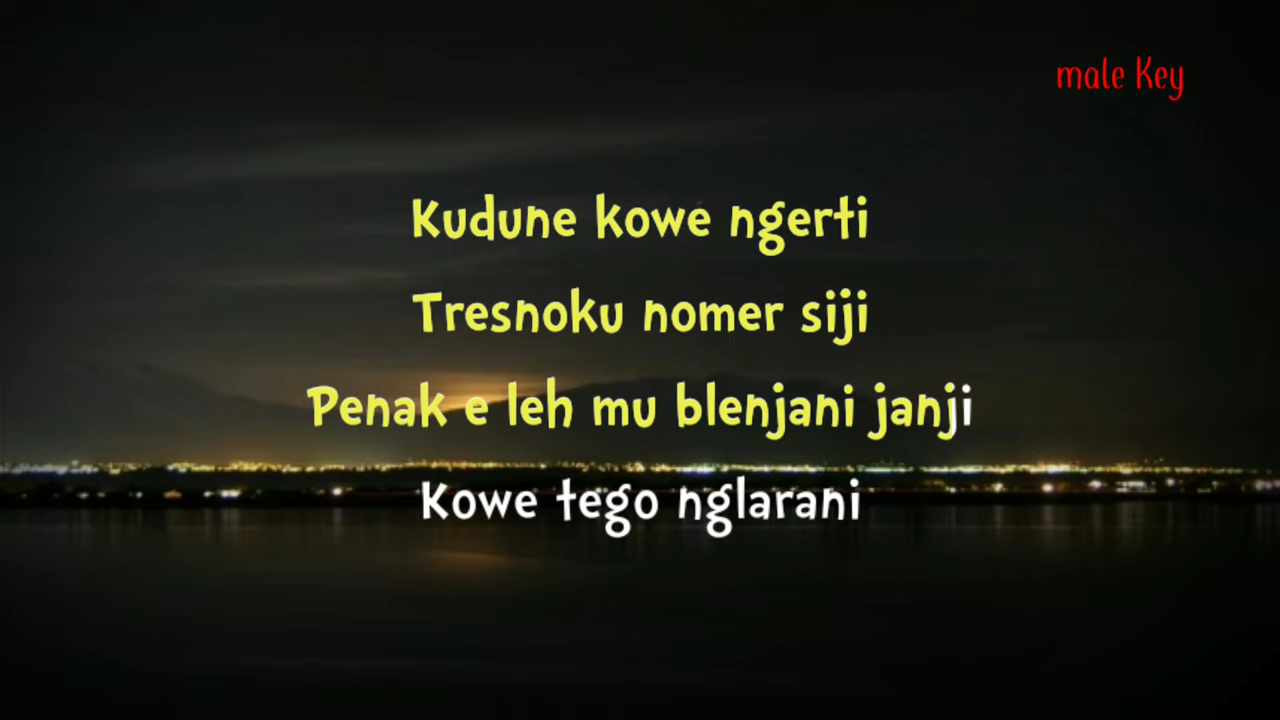 male Key
Kudune kowe ngerti
Tresnoku nomer siji
Penak e leh mu blenjani janji
Kowe tego nglarani